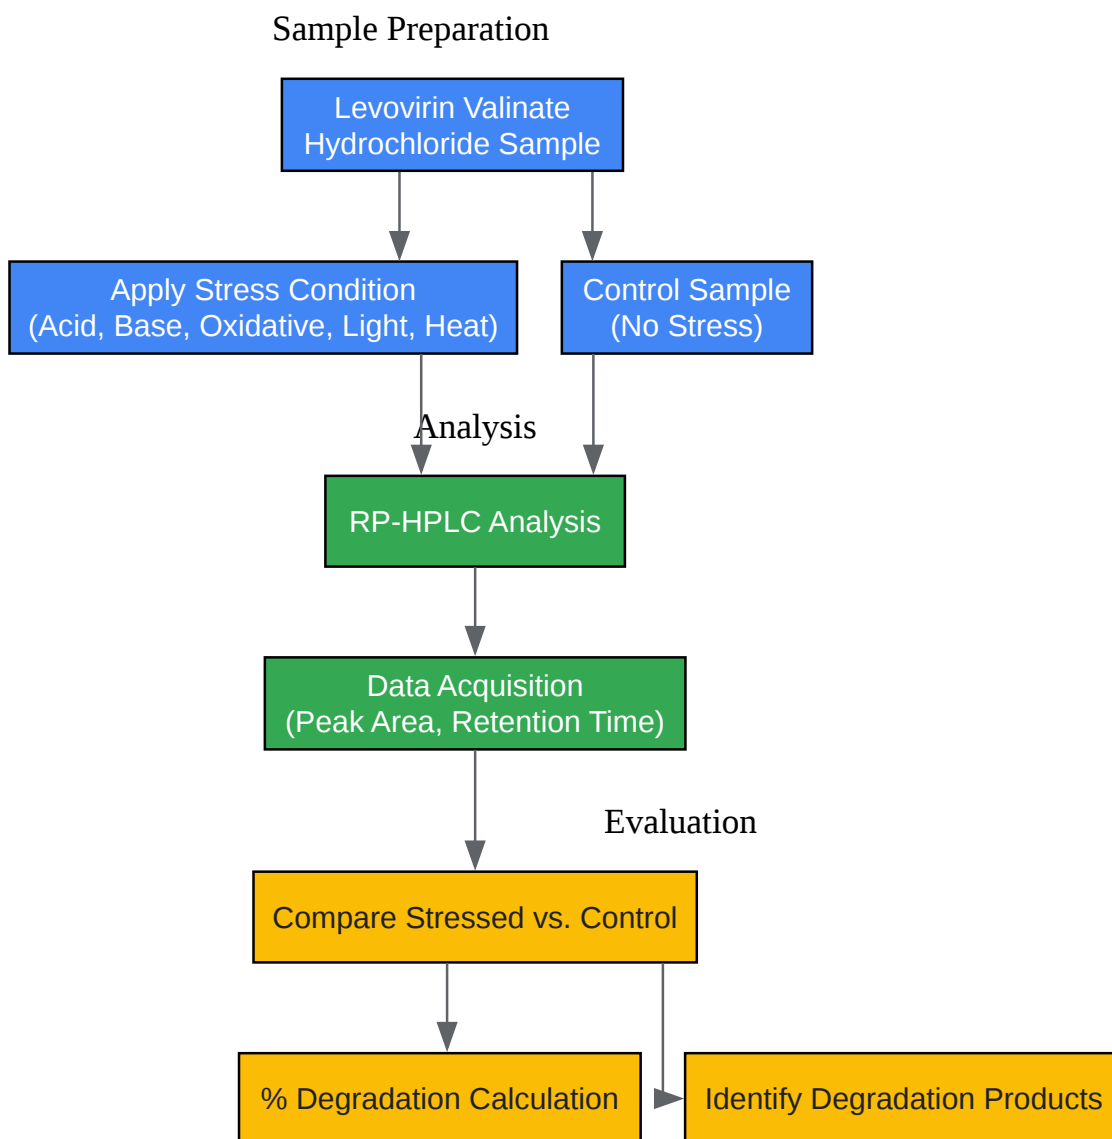 Sample Preparation
Levovirin Valinate
Hydrochloride Sample
Apply Stress Condition
(Acid, Base, Oxidative, Light, Heat)
Control Sample
(No Stress)
Analysis
RP-HPLC Analysis
Data Acquisition
(Peak Area, Retention Time)
Evaluation
Compare Stressed vs. Control
% Degradation Calculation
Identify Degradation Products